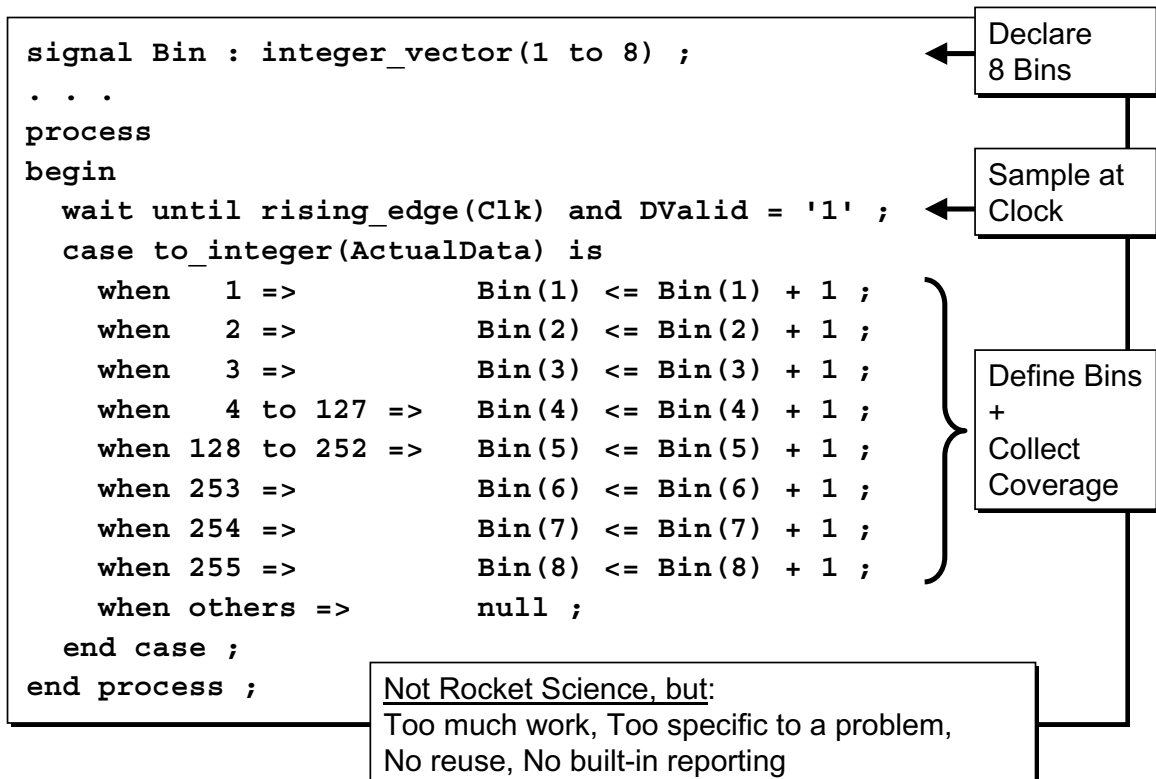 signal Bin : integer_vector(1 to 8) ;
. . .
process
begin
  wait until rising_edge(Clk) and DValid = '1' ;
  case to_integer(ActualData) is
    when   1 =>          Bin(1) <= Bin(1) + 1 ;
    when   2 =>          Bin(2) <= Bin(2) + 1 ;
    when   3 =>          Bin(3) <= Bin(3) + 1 ;
    when   4 to 127 =>   Bin(4) <= Bin(4) + 1 ;
    when 128 to 252 =>   Bin(5) <= Bin(5) + 1 ;
    when 253 =>          Bin(6) <= Bin(6) + 1 ;
    when 254 =>          Bin(7) <= Bin(7) + 1 ;
    when 255 =>          Bin(8) <= Bin(8) + 1 ;
    when others =>       null ;
  end case ;
end process ;
Declare
8 Bins
Sample at
Clock
Define Bins
+
Collect
Coverage
Not Rocket Science, but:
Too much work, Too specific to a problem,
No reuse, No built-in reporting